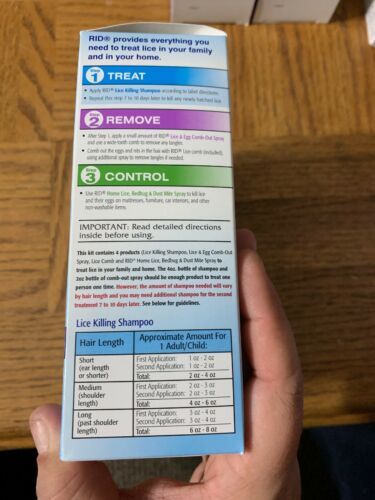 RID® provides everything you
need to treat lice in your family
and in your home.
Step 1 TREAT
• Apply RID® Lice Killing Shampoo according to label directions.
• Repeat this step 7 to 10 days later to kill any newly hatched lice
Step 2 REMOVE
• After Step 1, apply a small amount of RID® Lice & Egg Comb-Out Spray
and use a wide-tooth comb to remove any tangles.
• Comb out the eggs and nits in the hair with RID® Lice comb (included),
using additional spray to remove tangles if needed.
Step 3 CONTROL
• Use RID® Home Lice, Bedbug & Dust Mite Spray to kill lice
and their eggs on mattresses, furniture, car interiors, and other
non-washable items.
IMPORTANT: Read detailed directions
inside before using.
This kit contains 4 products (Lice Killing Shampoo, Lice & Egg Comb-Out
Spray, Lice Comb and RID® Home Lice, Bedbug & Dust Mite Spray) to
treat lice in your family and home. The 4oz. bottle of shampoo and
2oz bottle of comb-out spray should be enough product to treat one
person one time. However, the amount of shampoo needed will vary
by hair length and you may need additional shampoo for the second
treatment 7 to 10 days later. See below for guidelines.
Lice Killing Shampoo
Hair Length Approximate Amount For
1 Adult/Child:
Short
(ear length
or shorter)
First Application: 1 oz - 2 oz
Second Application: 1 oz - 2 oz
Total: 2 oz - 4 oz
Medium
(shoulder
length)
First Application: 2 oz - 3 oz
Second Application: 2 oz - 3 oz
Total: 4 oz - 6 oz
Long
(past shoulder
length)
First Application: 3 oz - 4 oz
Second Application: 3 oz - 4 oz
Total: 6 oz - 8 oz